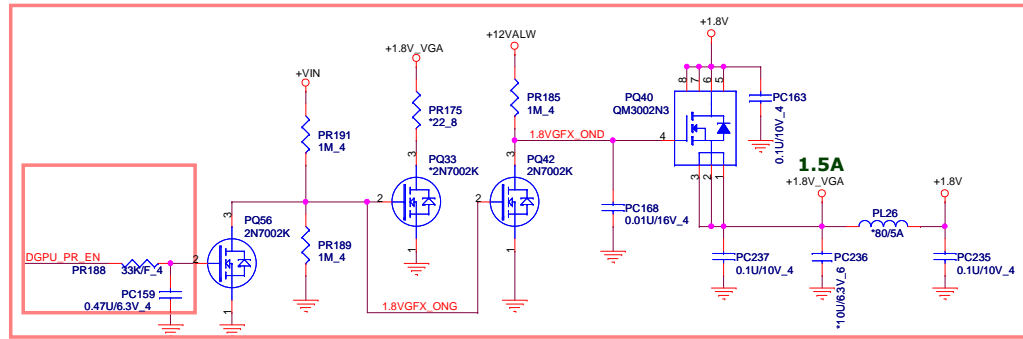 +1.8V
+12VALW
+1.8V_VGA
+VIN
8
7
6
5
PR175
*22_8
PR185
1M_4
PQ40
QM3002N3
PC163
0.1U/10V_4
PR191
1M_4
1.8VGFX_OND
4
3
PQ33
*2N7002K
3
PQ42
2N7002K
1.5A
3
2
1
+1.8V_VGA
+1.8V
2
2
PC168
0.01U/16V_4
PL26
*80/5A
3
PQ56
2N7002K
PR189
1M_4
1
1
DGPU_PR_EN
PR188
33K/F_4
2
PC237
0.1U/10V_4
PC236
*10U/6.3V_6
PC235
0.1U/10V_4
PC159
0.47U/6.3V_4
1
1.8VGFX_ONG